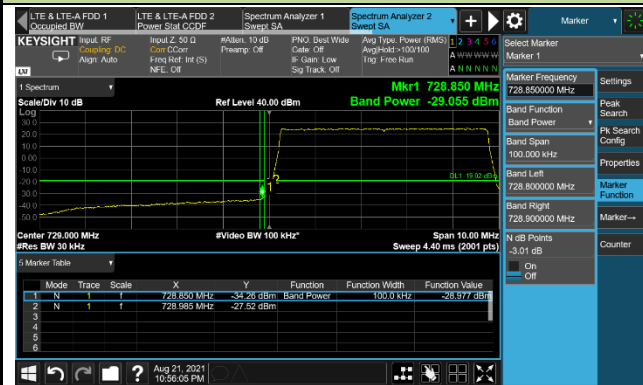 LTE & LTE-A FDD 1
Occupied BW
LTE & LTE-A FDD 2
Power Stat CCDF
Spectrum Analyzer 1
Swept SA
Spectrum Analyzer 2
Swept SA
Marker
KEYSIGHT
Input: RF
Coupling: DC
Align: Auto
Input Z: 50 Ω
Corr CCorr
Freq Ref: Int (S)
NFE: Off
#Atten: 10 dB
Preamp: Off
PNO: Best Wide
Gate: Off
IF Gain: Low
Sig Track: Off
Avg Type: Power (RMS)
Avg|Hold:>100/100
Trig: Free Run
1 2 3 4 5 6
A W W W W W
A N N N N N
LXI
1 Spectrum
Scale/Div 10 dB
Ref Level 40.00 dBm
Mkr1 728.850 MHz
Band Power -29.055 dBm
Log
30.0
20.0
10.0
0.00
-10.0
-20.0
-30.0
-40.0
-50.0
1
2
Center 729.000 MHz
#Res BW 30 kHz
#Video BW 100 kHz*
Span 10.00 MHz
Sweep 4.40 ms (2001 pts)
5 Marker Table
Mode Trace Scale X Y Function Function Width Function Value
1 N 1 f 728.850 MHz -34.26 dBm Band Power 100.0 kHz -28.977 dBm
2 N 1 f 728.985 MHz -27.52 dBm
3
4
5
6
Aug 21, 2021
10:56:05 PM
Select Marker
Marker 1
Marker Frequency
728.850000 MHz
Band Function
Band Power
Band Span
100.000 kHz
Band Left
728.800000 MHz
Band Right
728.900000 MHz
N dB Points
-3.01 dB
On
Off
Settings
Peak
Search
Pk Search
Config
Properties
Marker
Function
Marker→
Counter